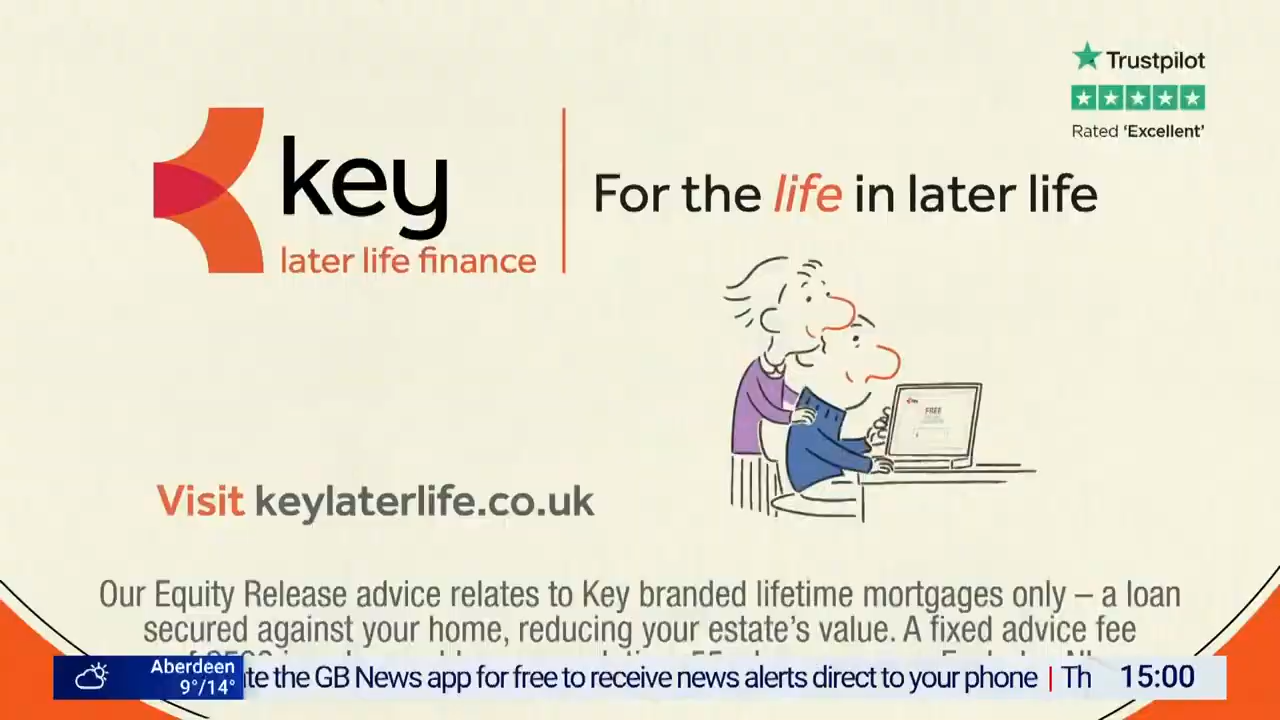 Trustpilot
Rated 'Excellent'
key
later life finance
For the life in later life
FREE
Visit keylaterlife.co.uk
Our Equity Release advice relates to Key branded lifetime mortgages only – a loan
secured against your home, reducing your estate's value. A fixed advice fee
Aberdeen
9°/14°
the GB News app for free to receive news alerts direct to your phone | Th
15:00